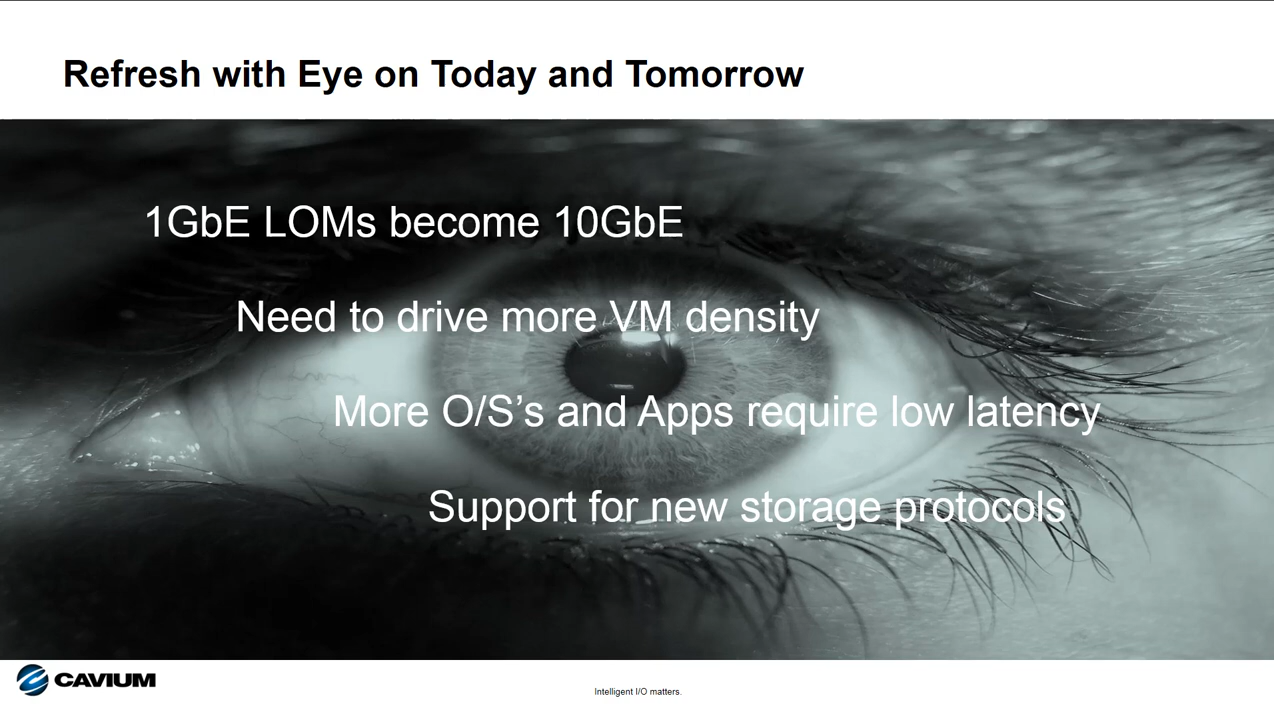 Refresh with Eye on Today and Tomorrow
1GbE LOMs become 10GbE
Need to drive more VM density
More O/S’s and Apps require low latency
Support for new storage protocols
CAVIUM
Intelligent I/O matters.